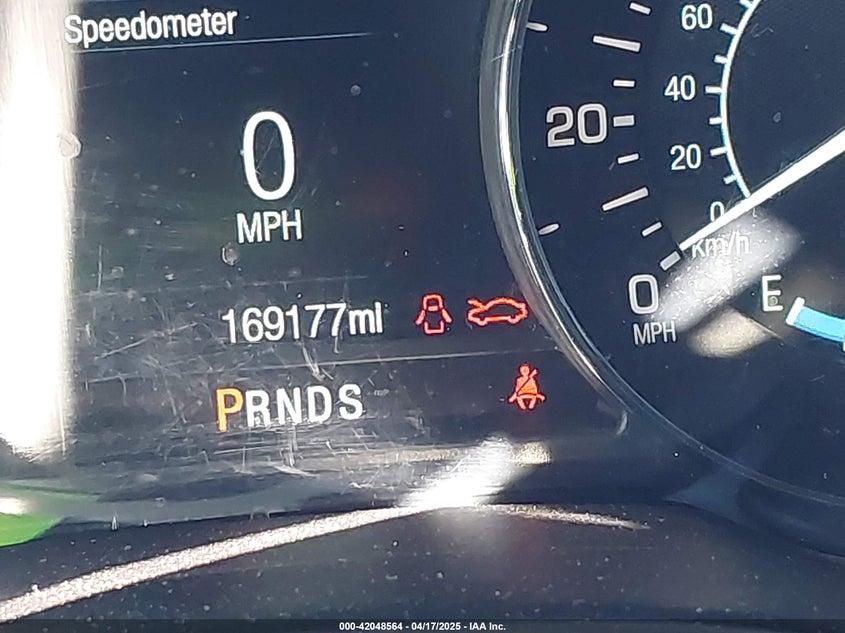 Speedometer
0
MPH
169177mi
PRNDS
60
40
20
0
km/h
20
0
MPH
E
000-42048564 - 04/17/2025 - IAA Inc.